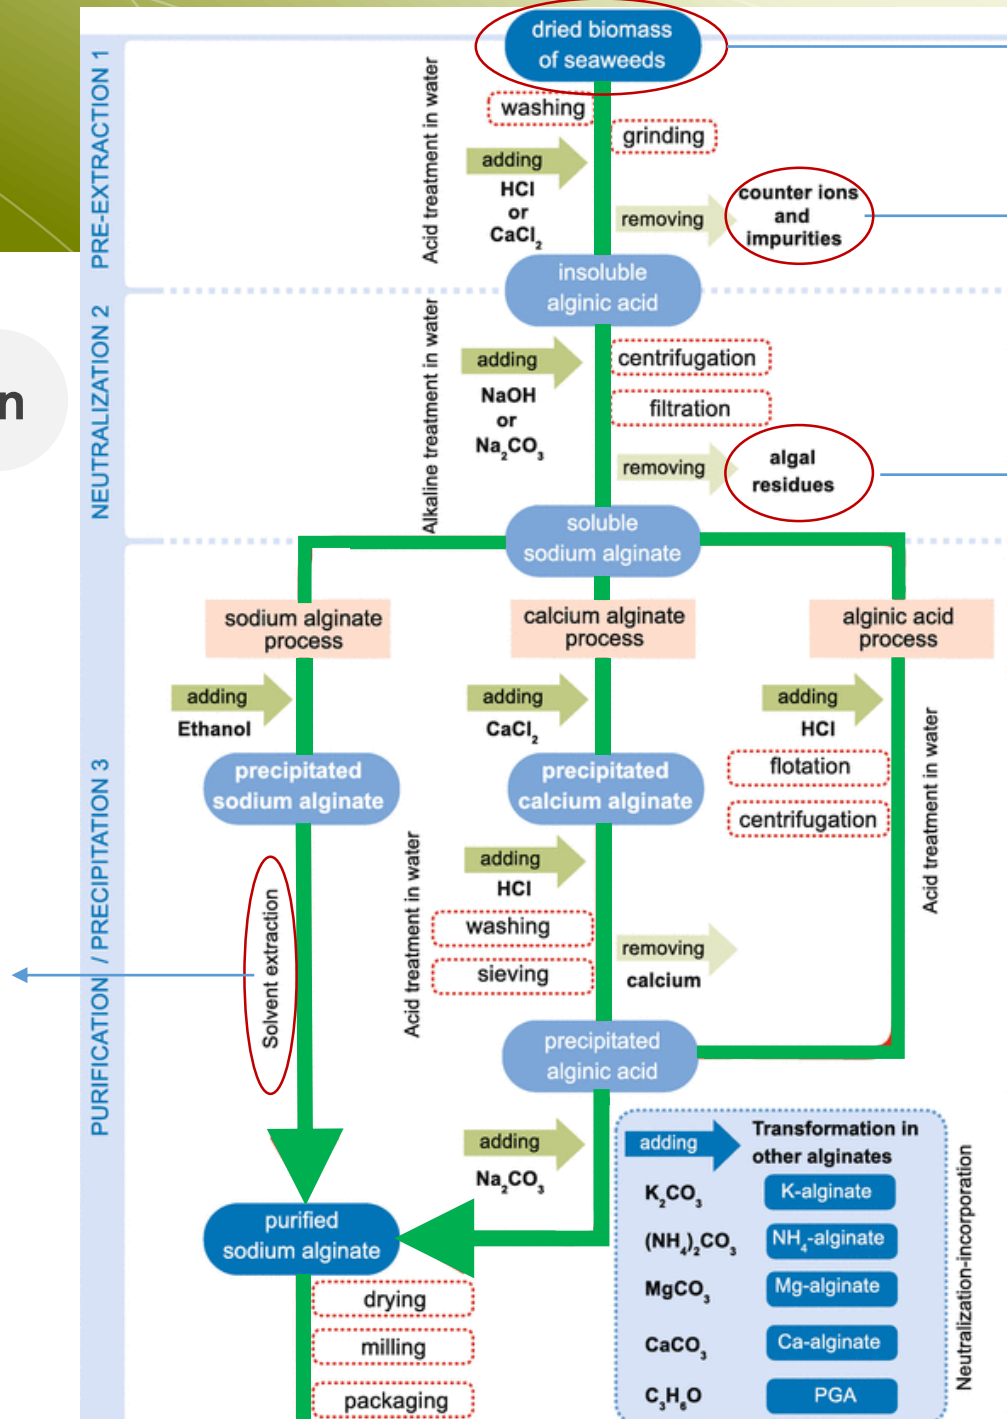 dried biomass
of seaweeds
PRE-EXTRACTION 1
Acid treatment in water
washing
grinding
adding
HCl
or
CaCl₂
removing
counter ions
and
impurities
insoluble
alginic acid
n
NEUTRALIZATION 2
Alkaline treatment in water
adding
NaOH
or
Na₂CO₃
centrifugation
filtration
removing
algal
residues
soluble
sodium alginate
PURIFICATION / PRECIPITATION 3
sodium alginate
process
calcium alginate
process
alginic acid
process
adding
Ethanol
adding
CaCl₂
adding
HCl
flotation
centrifugation
Acid treatment in water
precipitated
sodium alginate
precipitated
calcium alginate
Solvent extraction
Acid treatment in water
adding
HCl
washing
sieving
removing
calcium
precipitated
alginic acid
adding
Na₂CO₃
purified
sodium alginate
drying
milling
packaging
adding
Transformation in
other alginates
K₂CO₃
K-alginate
(NH₄)₂CO₃
NH₄-alginate
MgCO₃
Mg-alginate
CaCO₃
Ca-alginate
C₃H₆O
PGA
Neutralization-incorporation